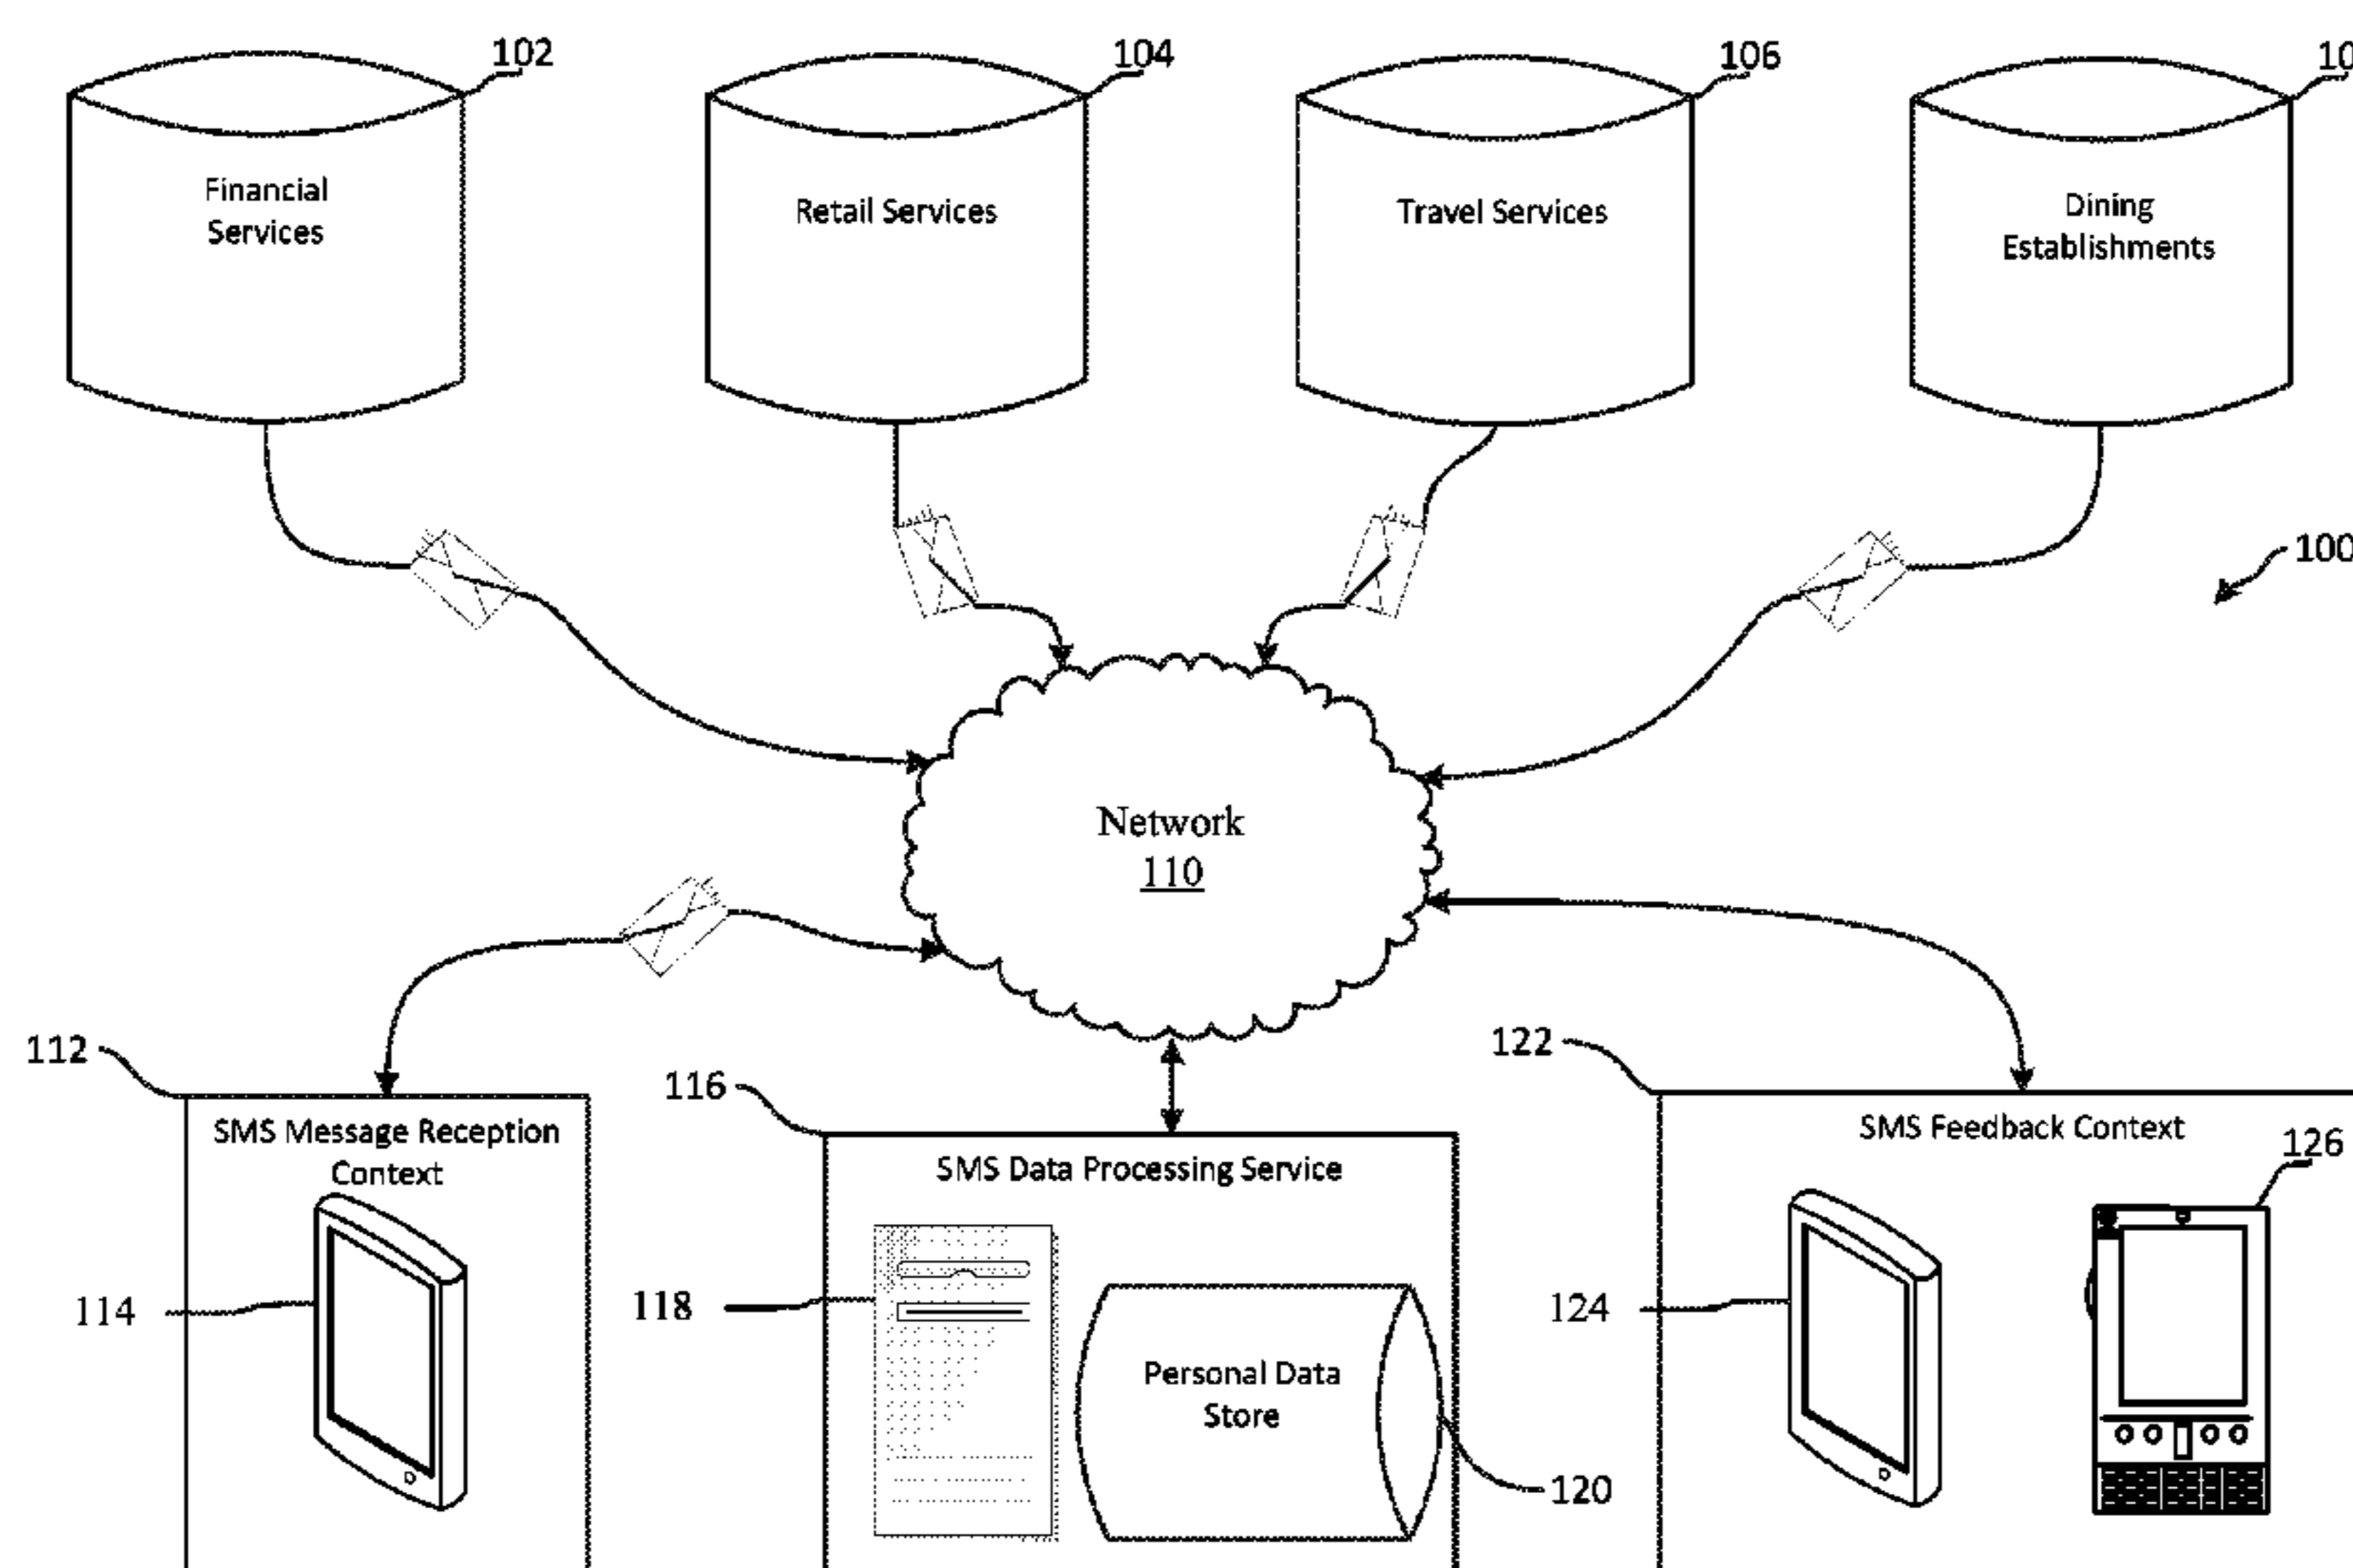 102
104
106
10
Financial
Services
Retail Services
Travel Services
Dining
Establishments
100
Network
110
112
SMS Message Reception
Context
114
116
SMS Data Processing Service
118
Personal Data
Store
120
122
SMS Feedback Context
124
126